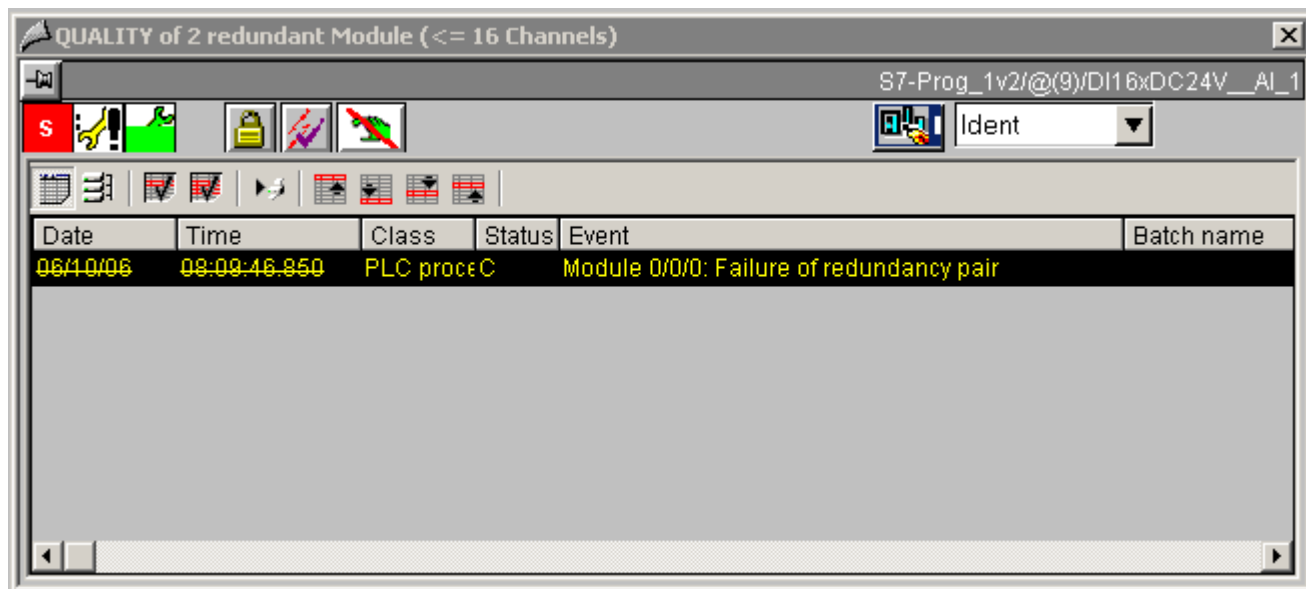 QUALITY of 2 redundant Module (<= 16 Channels)
S7-Prog_1v2/@(9)/DI16xDC24V__AI_1
S Ident
Date Time Class Status Event Batch name
06/10/06 08:09:46.850 PLC proce C Module 0/0/0: Failure of redundancy pair